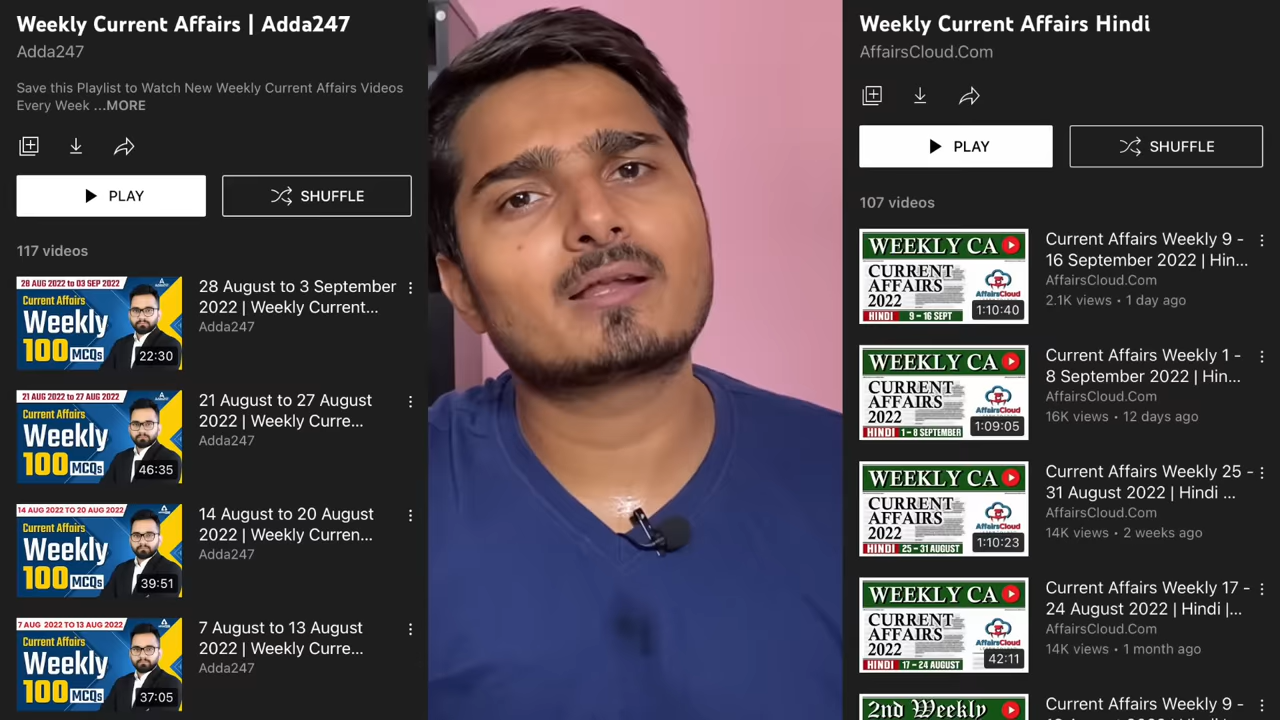 Weekly Current Affairs | Adda247
Adda247
Save this Playlist to Watch New Weekly Current Affairs Videos
Every Week ...MORE
PLAY
SHUFFLE
117 videos
28 AUG 2022 to 03 SEP 2022
Current Affairs
Weekly
100 MCQs
22:30
28 August to 3 September
2022 | Weekly Current...
Adda247
21 AUG 2022 to 27 AUG 2022
Current Affairs
Weekly
100 MCQs
46:35
21 August to 27 August
2022 | Weekly Curre...
Adda247
14 AUG 2022 TO 20 AUG 2022
Current Affairs
Weekly
100 MCQs
39:51
14 August to 20 August
2022 | Weekly Curren...
Adda247
7 AUG 2022 TO 13 AUG 2022
Current Affairs
Weekly
100 MCQs
37:05
7 August to 13 August
2022 | Weekly Curre...
Adda247
Weekly Current Affairs Hindi
AffairsCloud.Com
PLAY
SHUFFLE
107 videos
WEEKLY CA
CURRENT
AFFAIRS
2022
AffairsCloud
HINDI 9 - 16 SEPT
1:10:40
Current Affairs Weekly 9 -
16 September 2022 | Hin...
AffairsCloud.Com
2.1K views • 1 day ago
WEEKLY CA
CURRENT
AFFAIRS
2022
AffairsCloud
HINDI 1 - 8 SEPTEMBER
1:09:05
Current Affairs Weekly 1 -
8 September 2022 | Hin...
AffairsCloud.Com
16K views • 12 days ago
WEEKLY CA
CURRENT
AFFAIRS
2022
AffairsCloud
HINDI 25 - 31 AUGUST
1:10:23
Current Affairs Weekly 25 -
31 August 2022 | Hindi ...
AffairsCloud.Com
14K views • 2 weeks ago
WEEKLY CA
CURRENT
AFFAIRS
2022
AffairsCloud
HINDI 17 - 24 AUGUST
42:11
Current Affairs Weekly 17 -
24 August 2022 | Hindi |...
AffairsCloud.Com
14K views • 1 month ago
2nd Weekly
Current Affairs Weekly 9 -